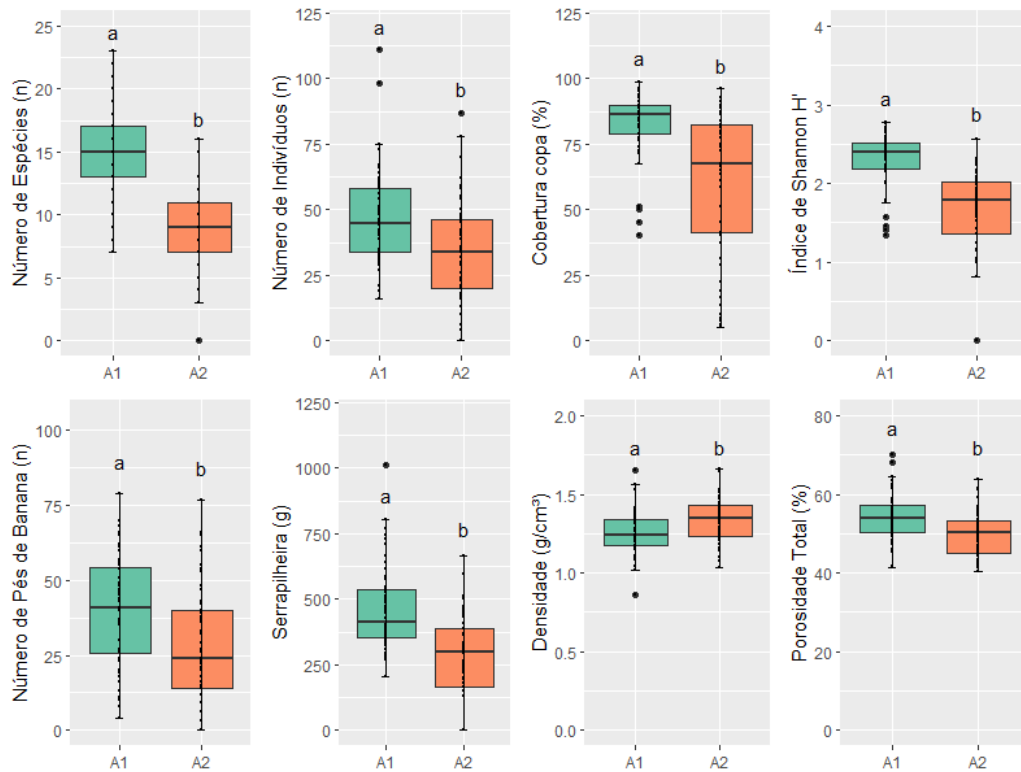 Número de Espécies (n)
25
20
15
10
5
0
a
b
A1
A2
Número de Indivíduos (n)
125
100
75
50
25
0
a
b
A1
A2
Cobertura copa (%)
125
100
75
50
25
0
a
b
A1
A2
Índice de Shannon H'
4
3
2
1
0
a
b
A1
A2
Número de Pés de Banana (n)
100
75
50
25
0
a
b
A1
A2
Serrapilheira (g)
1250
1000
750
500
250
0
a
b
A1
A2
Densidade (g/cm³)
2.0
1.5
1.0
0.5
0.0
a
b
A1
A2
Porosidade Total (%)
80
60
40
20
0
a
b
A1
A2